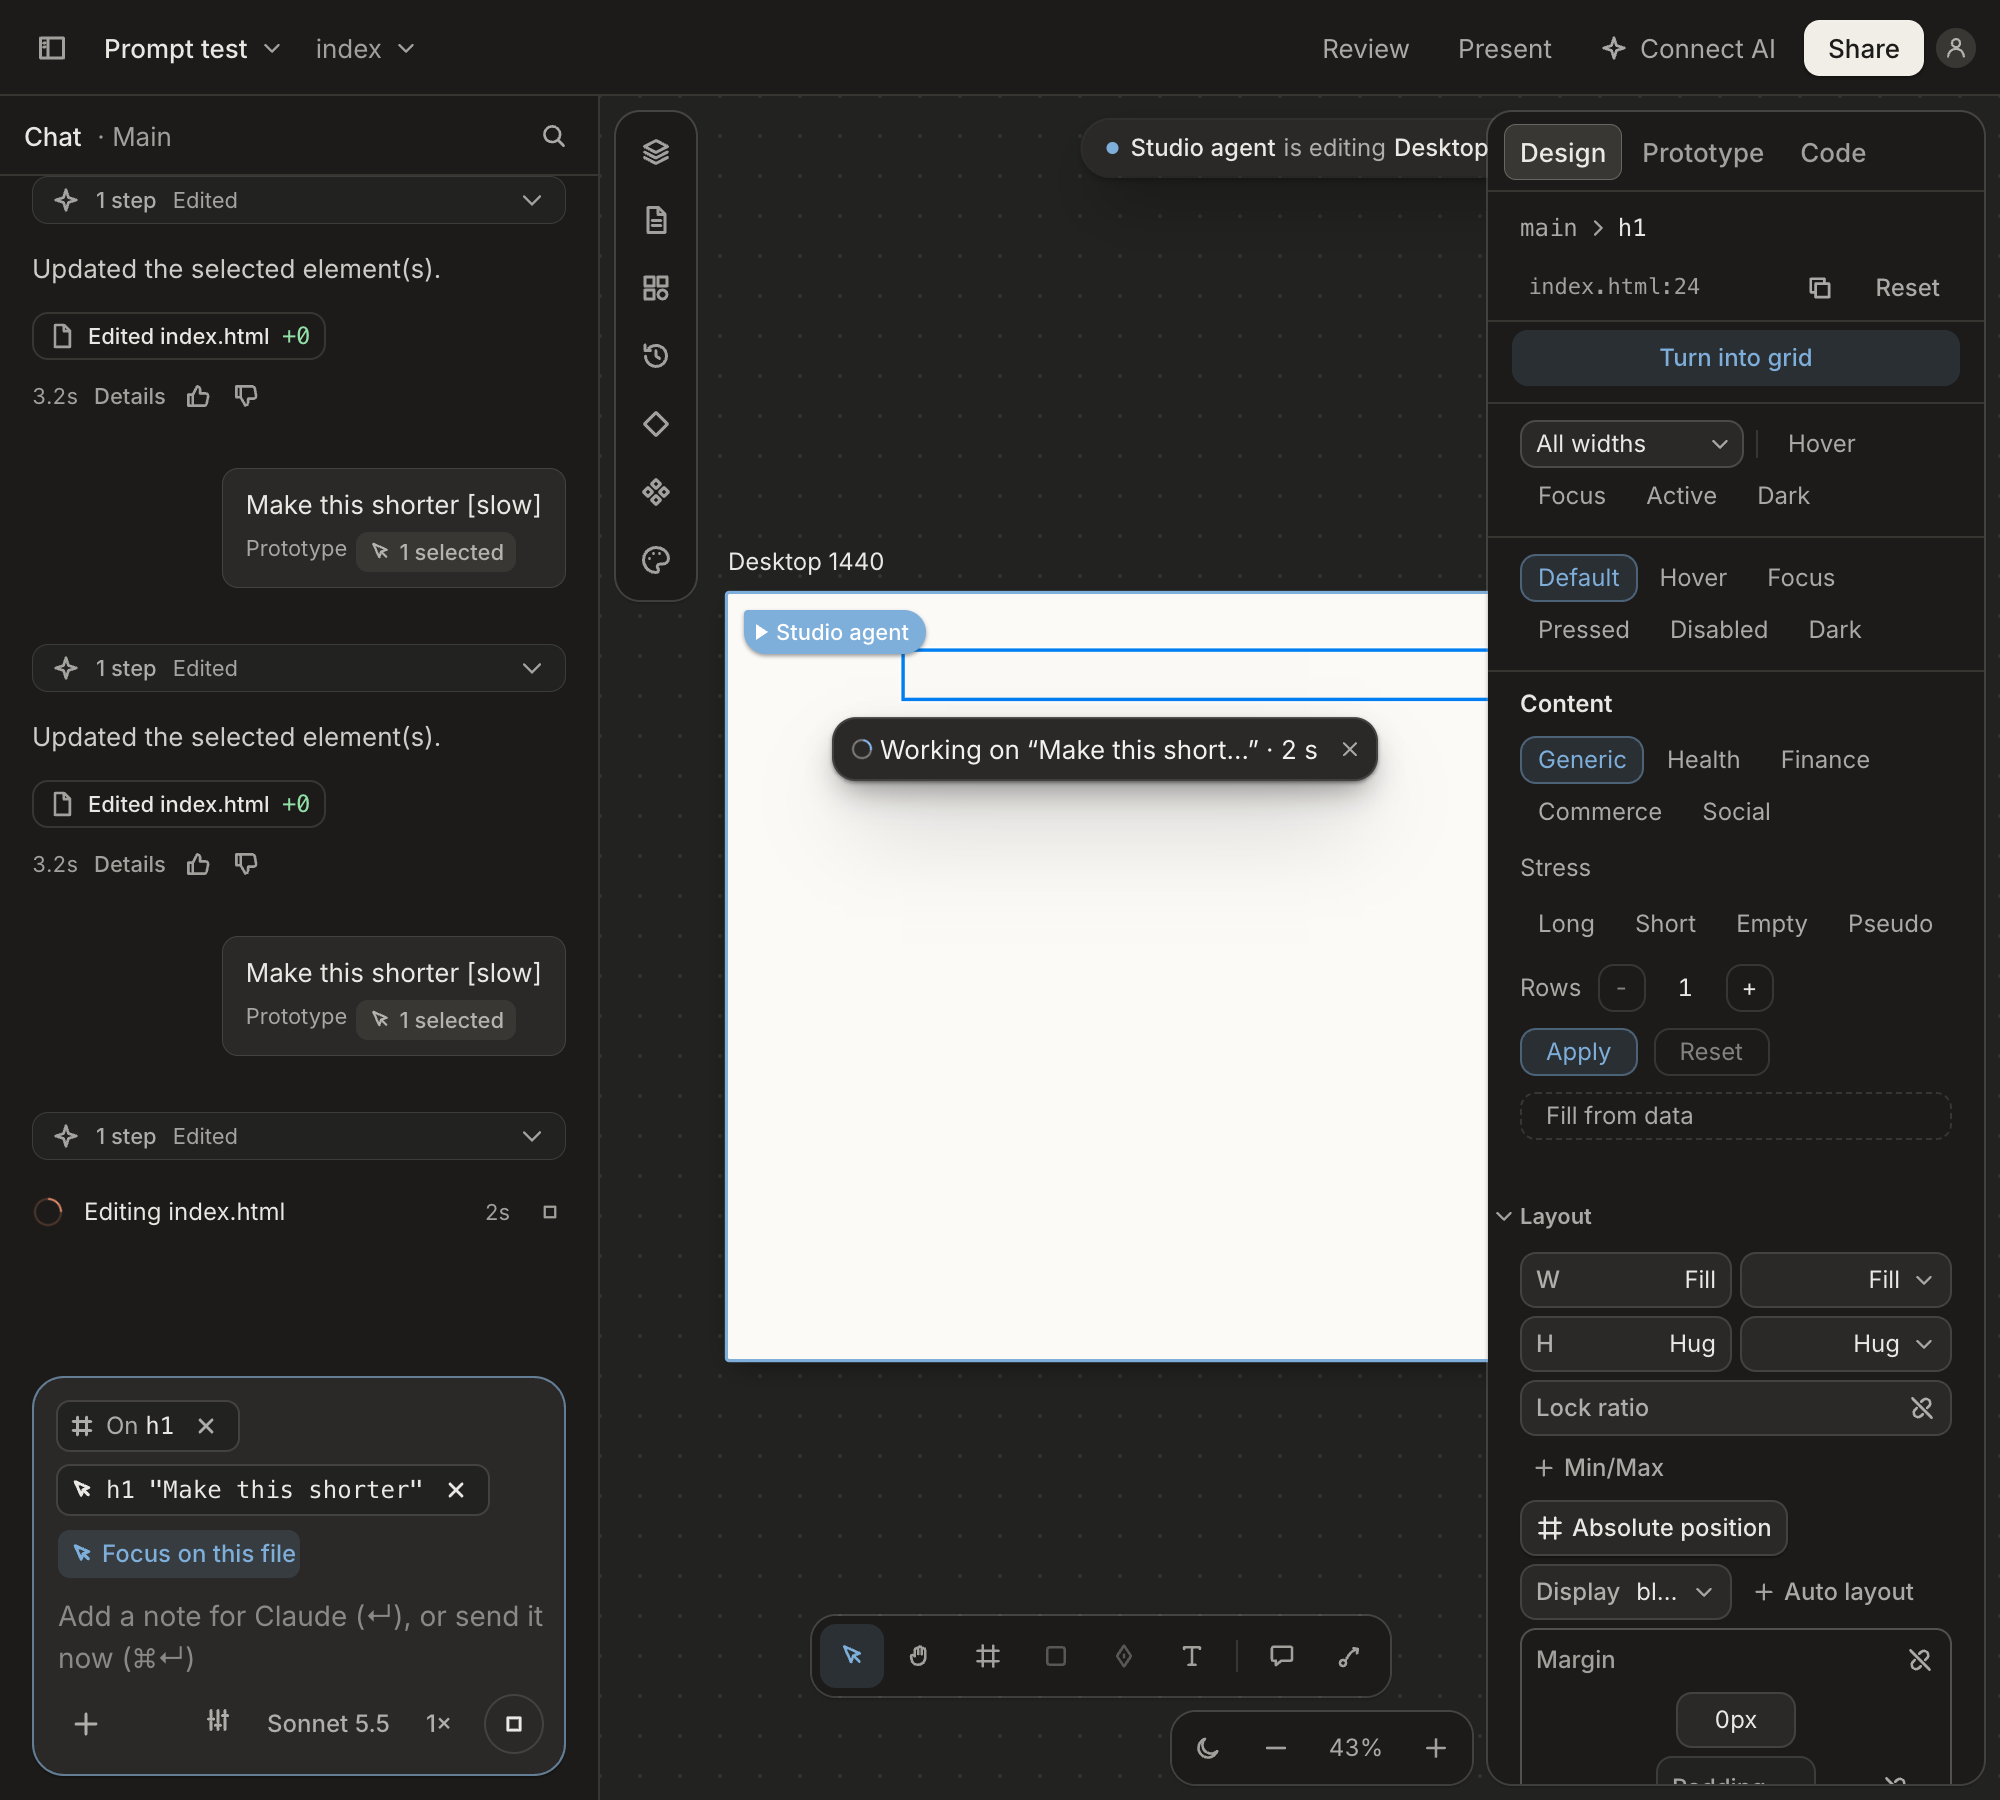 Prompt test
index
Review
Present
Connect AI
Share
Chat · Main
1 step Edited
Updated the selected element(s).
Edited index.html +0
3.2s Details
Make this shorter [slow]
Prototype 1 selected
1 step Edited
Updated the selected element(s).
Edited index.html +0
3.2s Details
Make this shorter [slow]
Prototype 1 selected
1 step Edited
Editing index.html 2s
On h1
h1 "Make this shorter"
Focus on this file
Add a note for Claude (↵), or send it
now (⌘↵)
Sonnet 5.5 1×
Studio agent is editing Desktop
Desktop 1440
Studio agent
Working on “Make this short...” · 2 s
43%
Design Prototype Code
main > h1
index.html:24 Reset
Turn into grid
All widths Hover
Focus Active Dark
Default Hover Focus
Pressed Disabled Dark
Content
Generic Health Finance
Commerce Social
Stress
Long Short Empty Pseudo
Rows - 1 +
Apply Reset
Fill from data
Layout
W Fill Fill
H Hug Hug
Lock ratio
+ Min/Max
Absolute position
Display bl... + Auto layout
Margin
0px